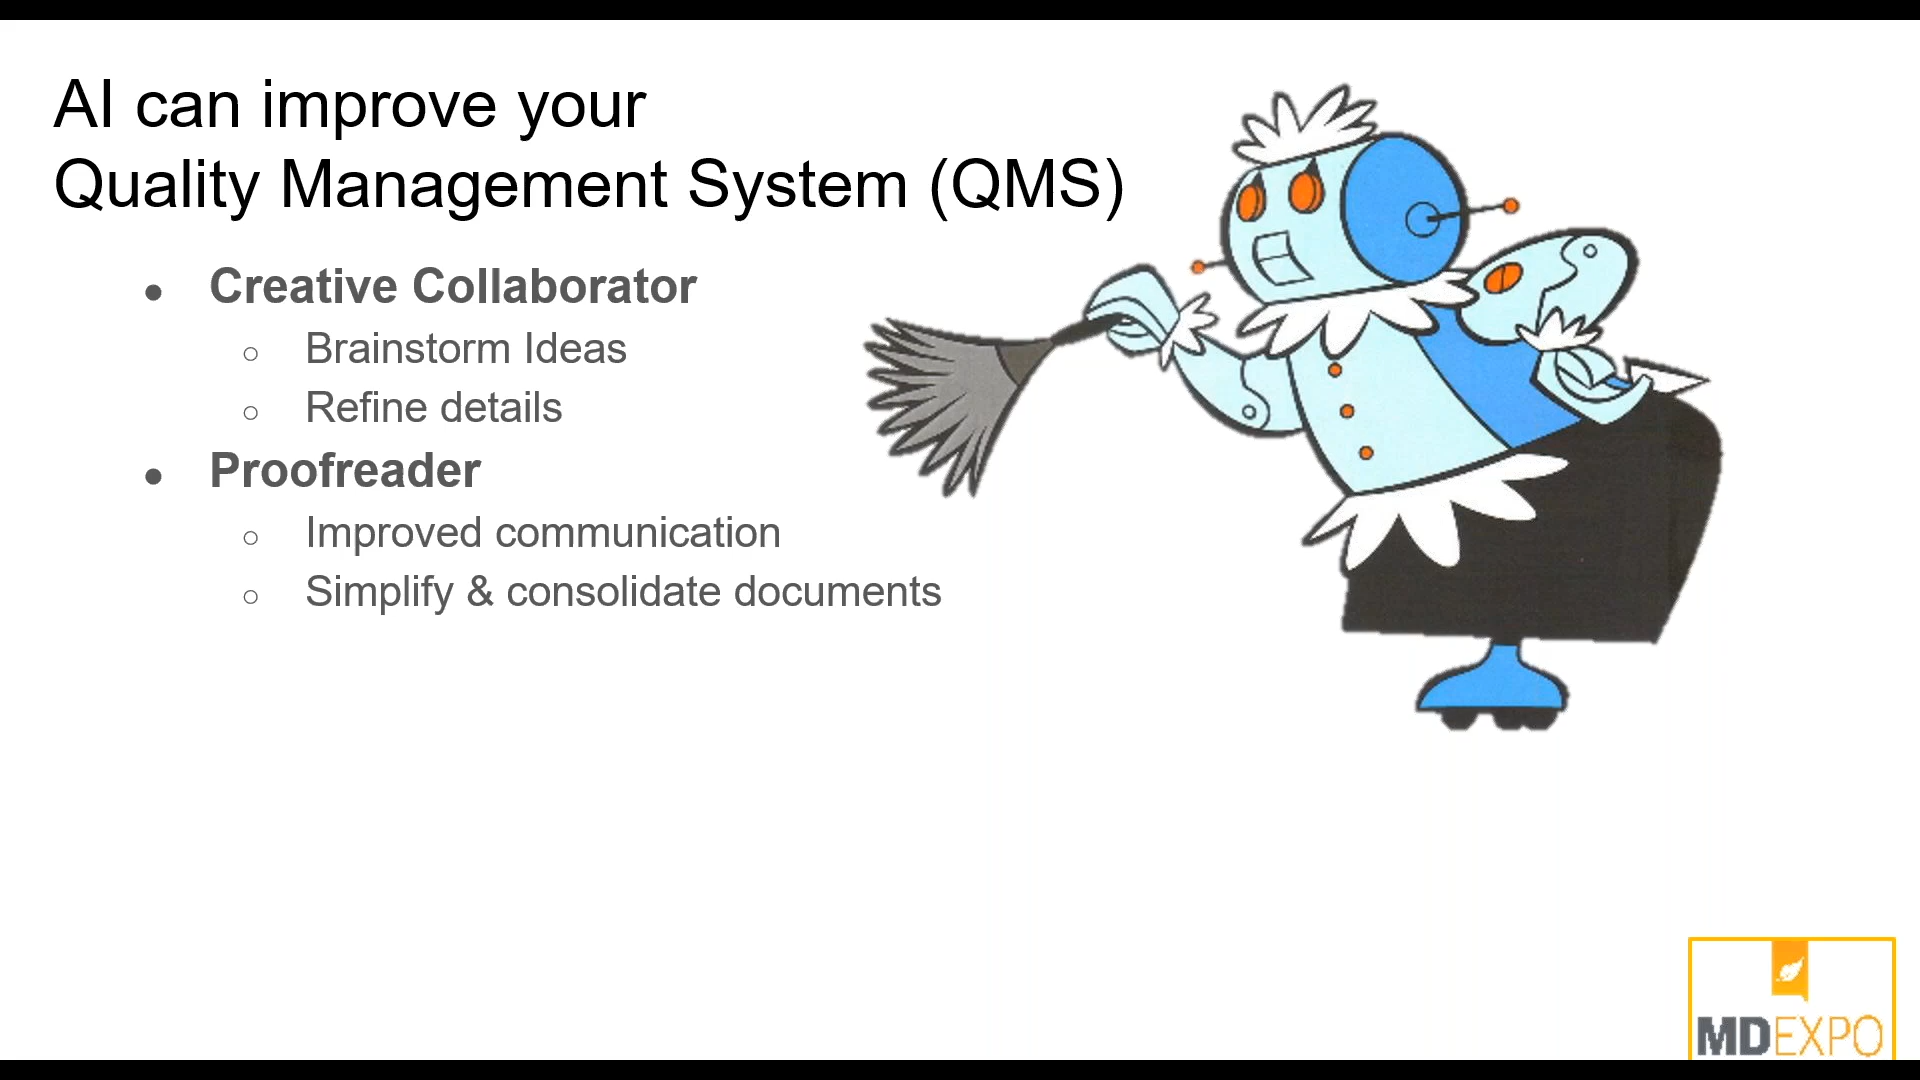 AI can improve your
Quality Management System (QMS)
● Creative Collaborator
○ Brainstorm Ideas
○ Refine details
● Proofreader
○ Improved communication
○ Simplify & consolidate documents
MDEXPO